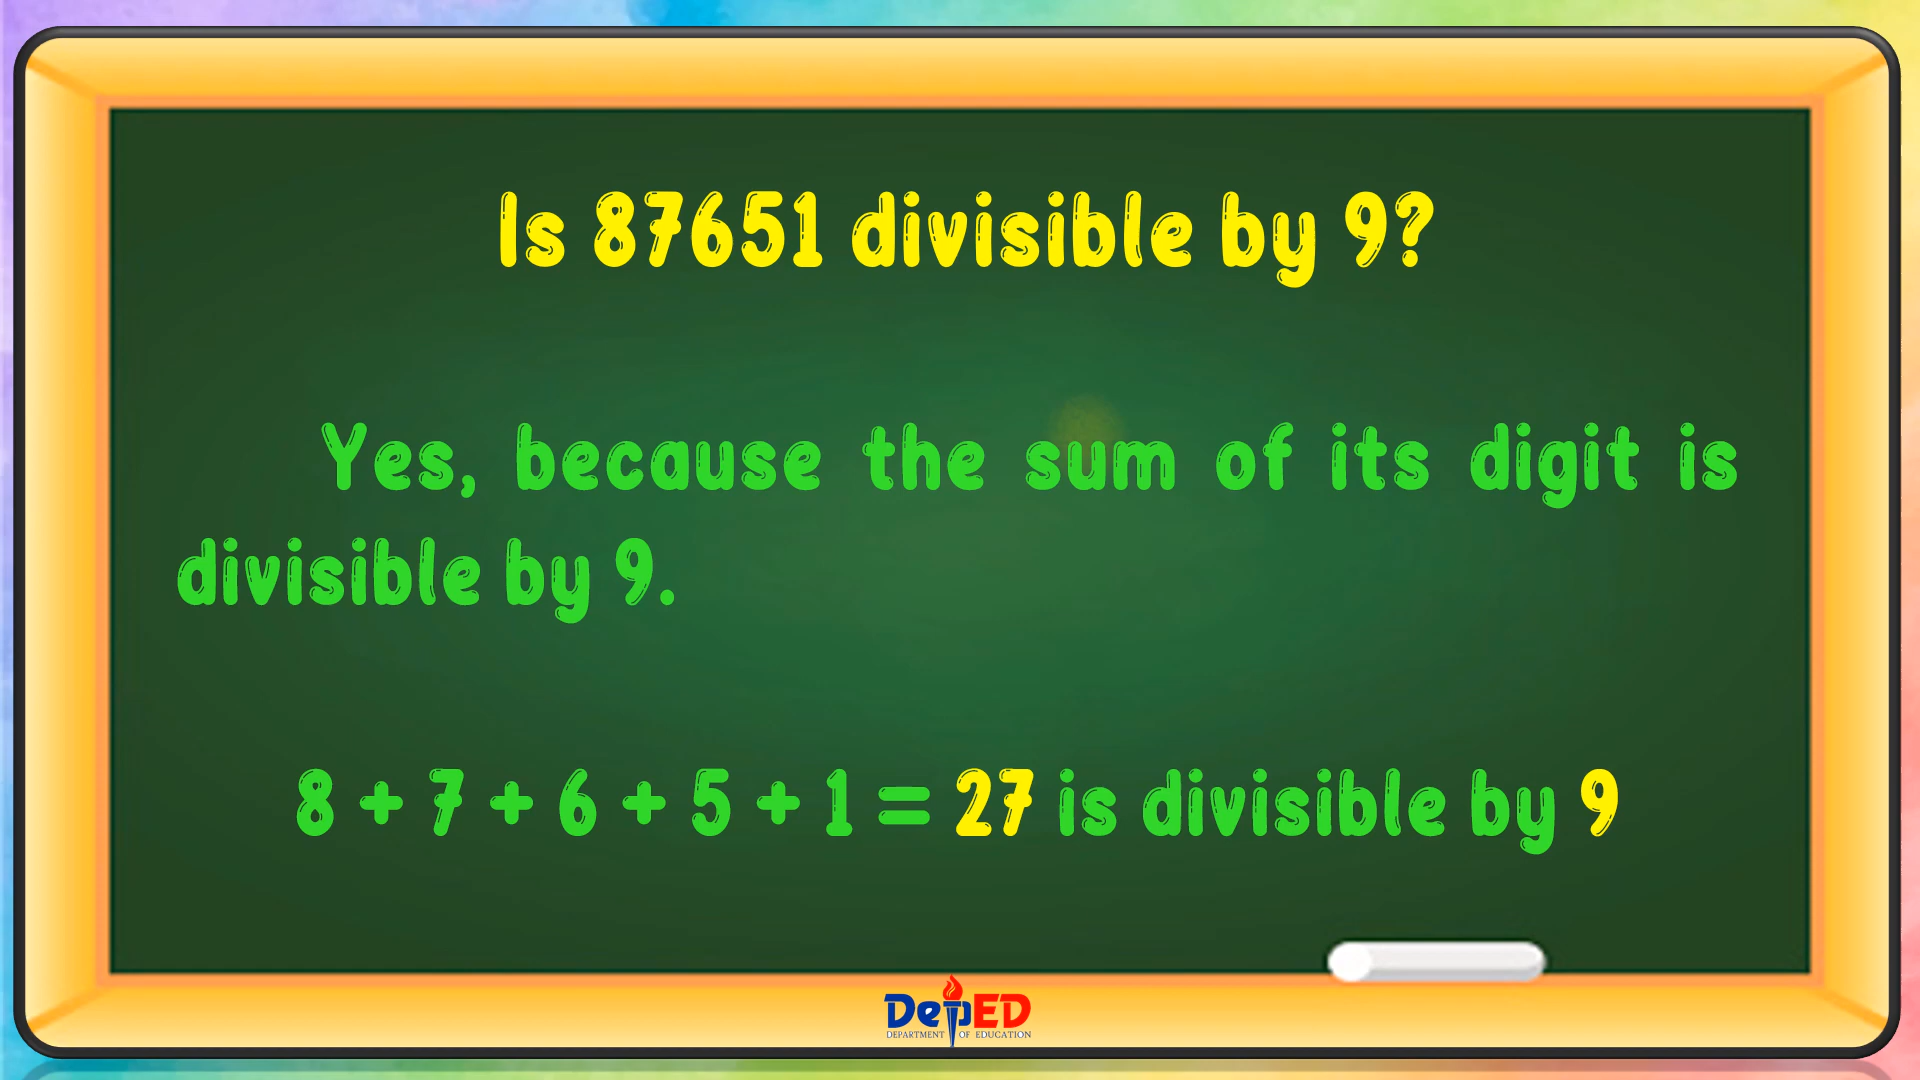 Is 87651 divisible by 9?
Yes, because the sum of its digit is
divisible by 9.
8 + 7 + 6 + 5 + 1 = 27 is divisible by 9
DepED
DEPARTMENT OF EDUCATION